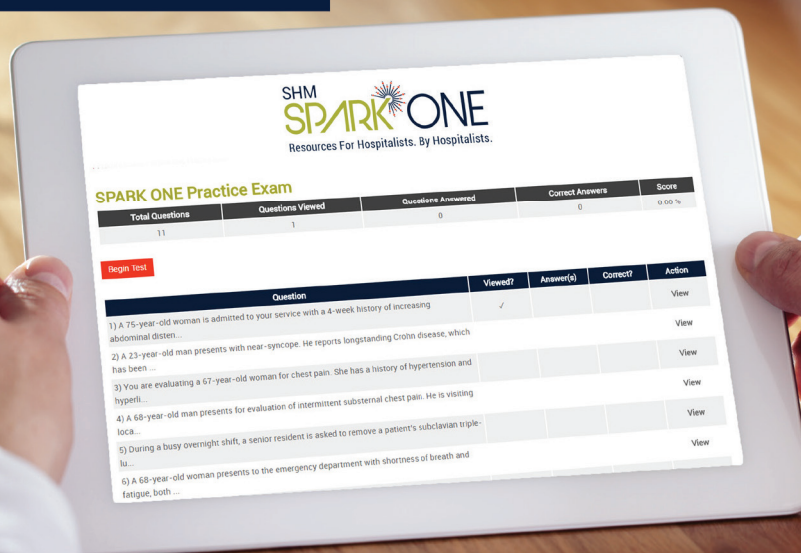 SHM
SPARK ONE
Resources For Hospitalists. By Hospitalists.
SPARK ONE Practice Exam
Total Questions Questions Viewed Questions Answered Correct Answers Score
11 1 0 0 0.00 %
Begin Test
Question Viewed? Answer(s) Correct? Action
1) A 75-year-old woman is admitted to your service with a 4-week history of increasing
abdominal disten... ✓ View
2) A 23-year-old man presents with near-syncope. He reports longstanding Crohn disease, which
has been ... View
3) You are evaluating a 67-year-old woman for chest pain. She has a history of hypertension and
hyperli... View
4) A 68-year-old man presents for evaluation of intermittent substernal chest pain. He is visiting
loca... View
5) During a busy overnight shift, a senior resident is asked to remove a patient's subclavian triple-
lu... View
6) A 68-year-old woman presents to the emergency department with shortness of breath and
fatigue, both ... View